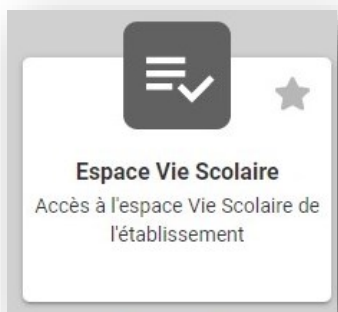 Espace Vie Scolaire
Accès à l'espace Vie Scolaire de
l'établissement